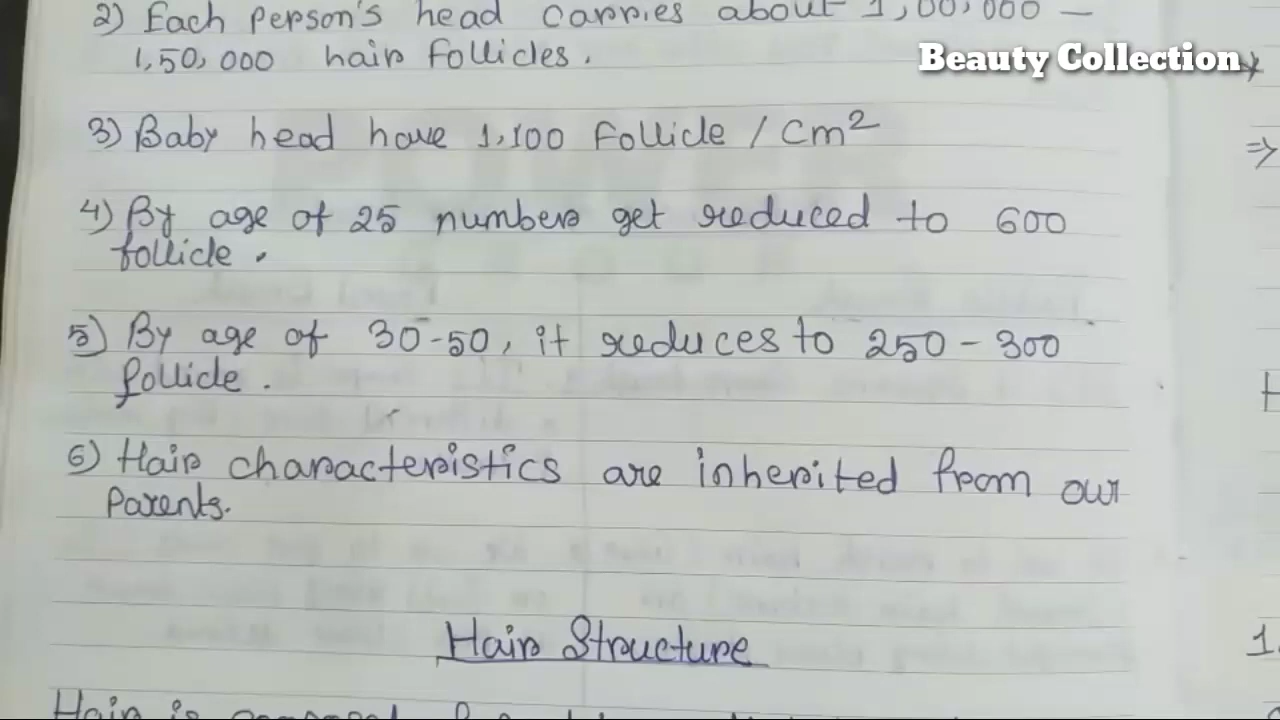 2) Each person's head carries about 1,00,000 –
1,50,000 hair follicles.
Beauty Collection
3) Baby head have 1,100 Follicle / Cm²
4) By age of 25 numbers get reduced to 600
follicle.
5) By age of 30-50, it reduces to 250 - 300
follicle.
6) Hair characteristics are inherited from our
Parents.
Hair Structure
Hair is